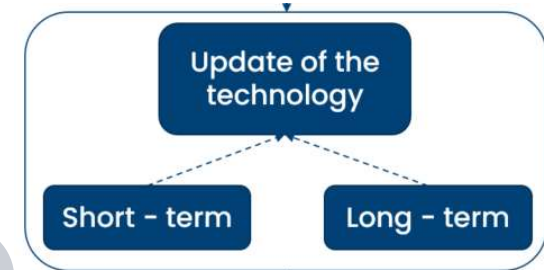 Update of the
technology
Short - term
Long - term